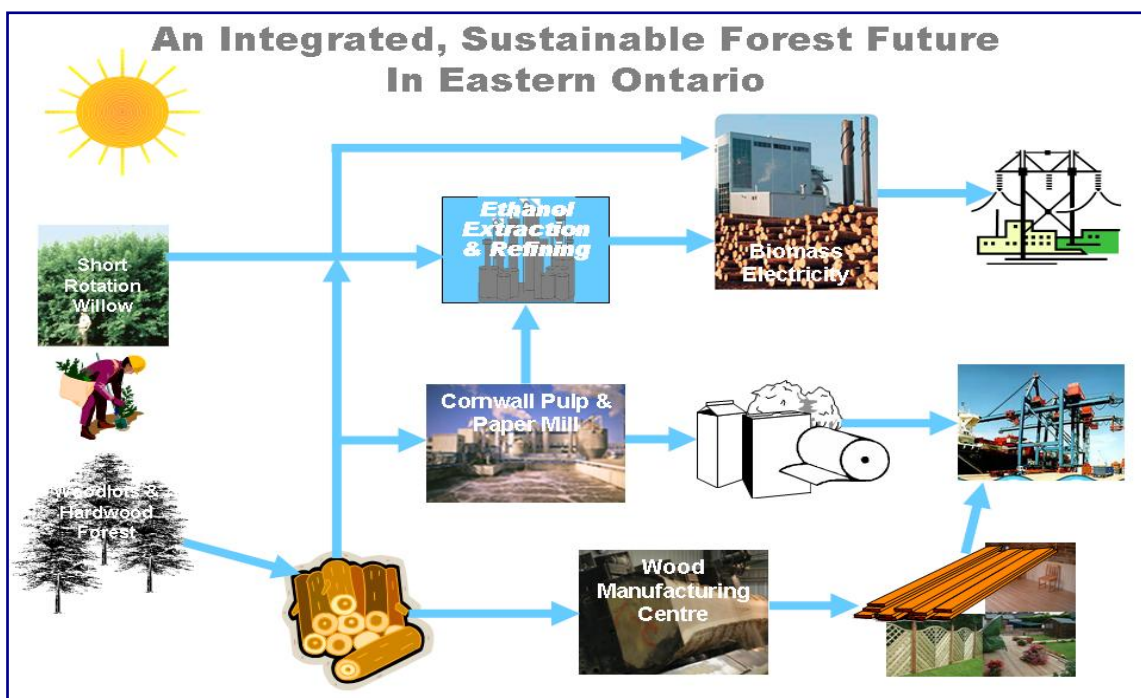 An Integrated, Sustainable Forest Future
In Eastern Ontario
Short
Rotation
Willow
Ethanol
Extraction
& Refining
Biomass
Electricity
Cornwall Pulp &
Paper Mill
Woodlots &
Hardwood
Forest
Wood
Manufacturing
Centre